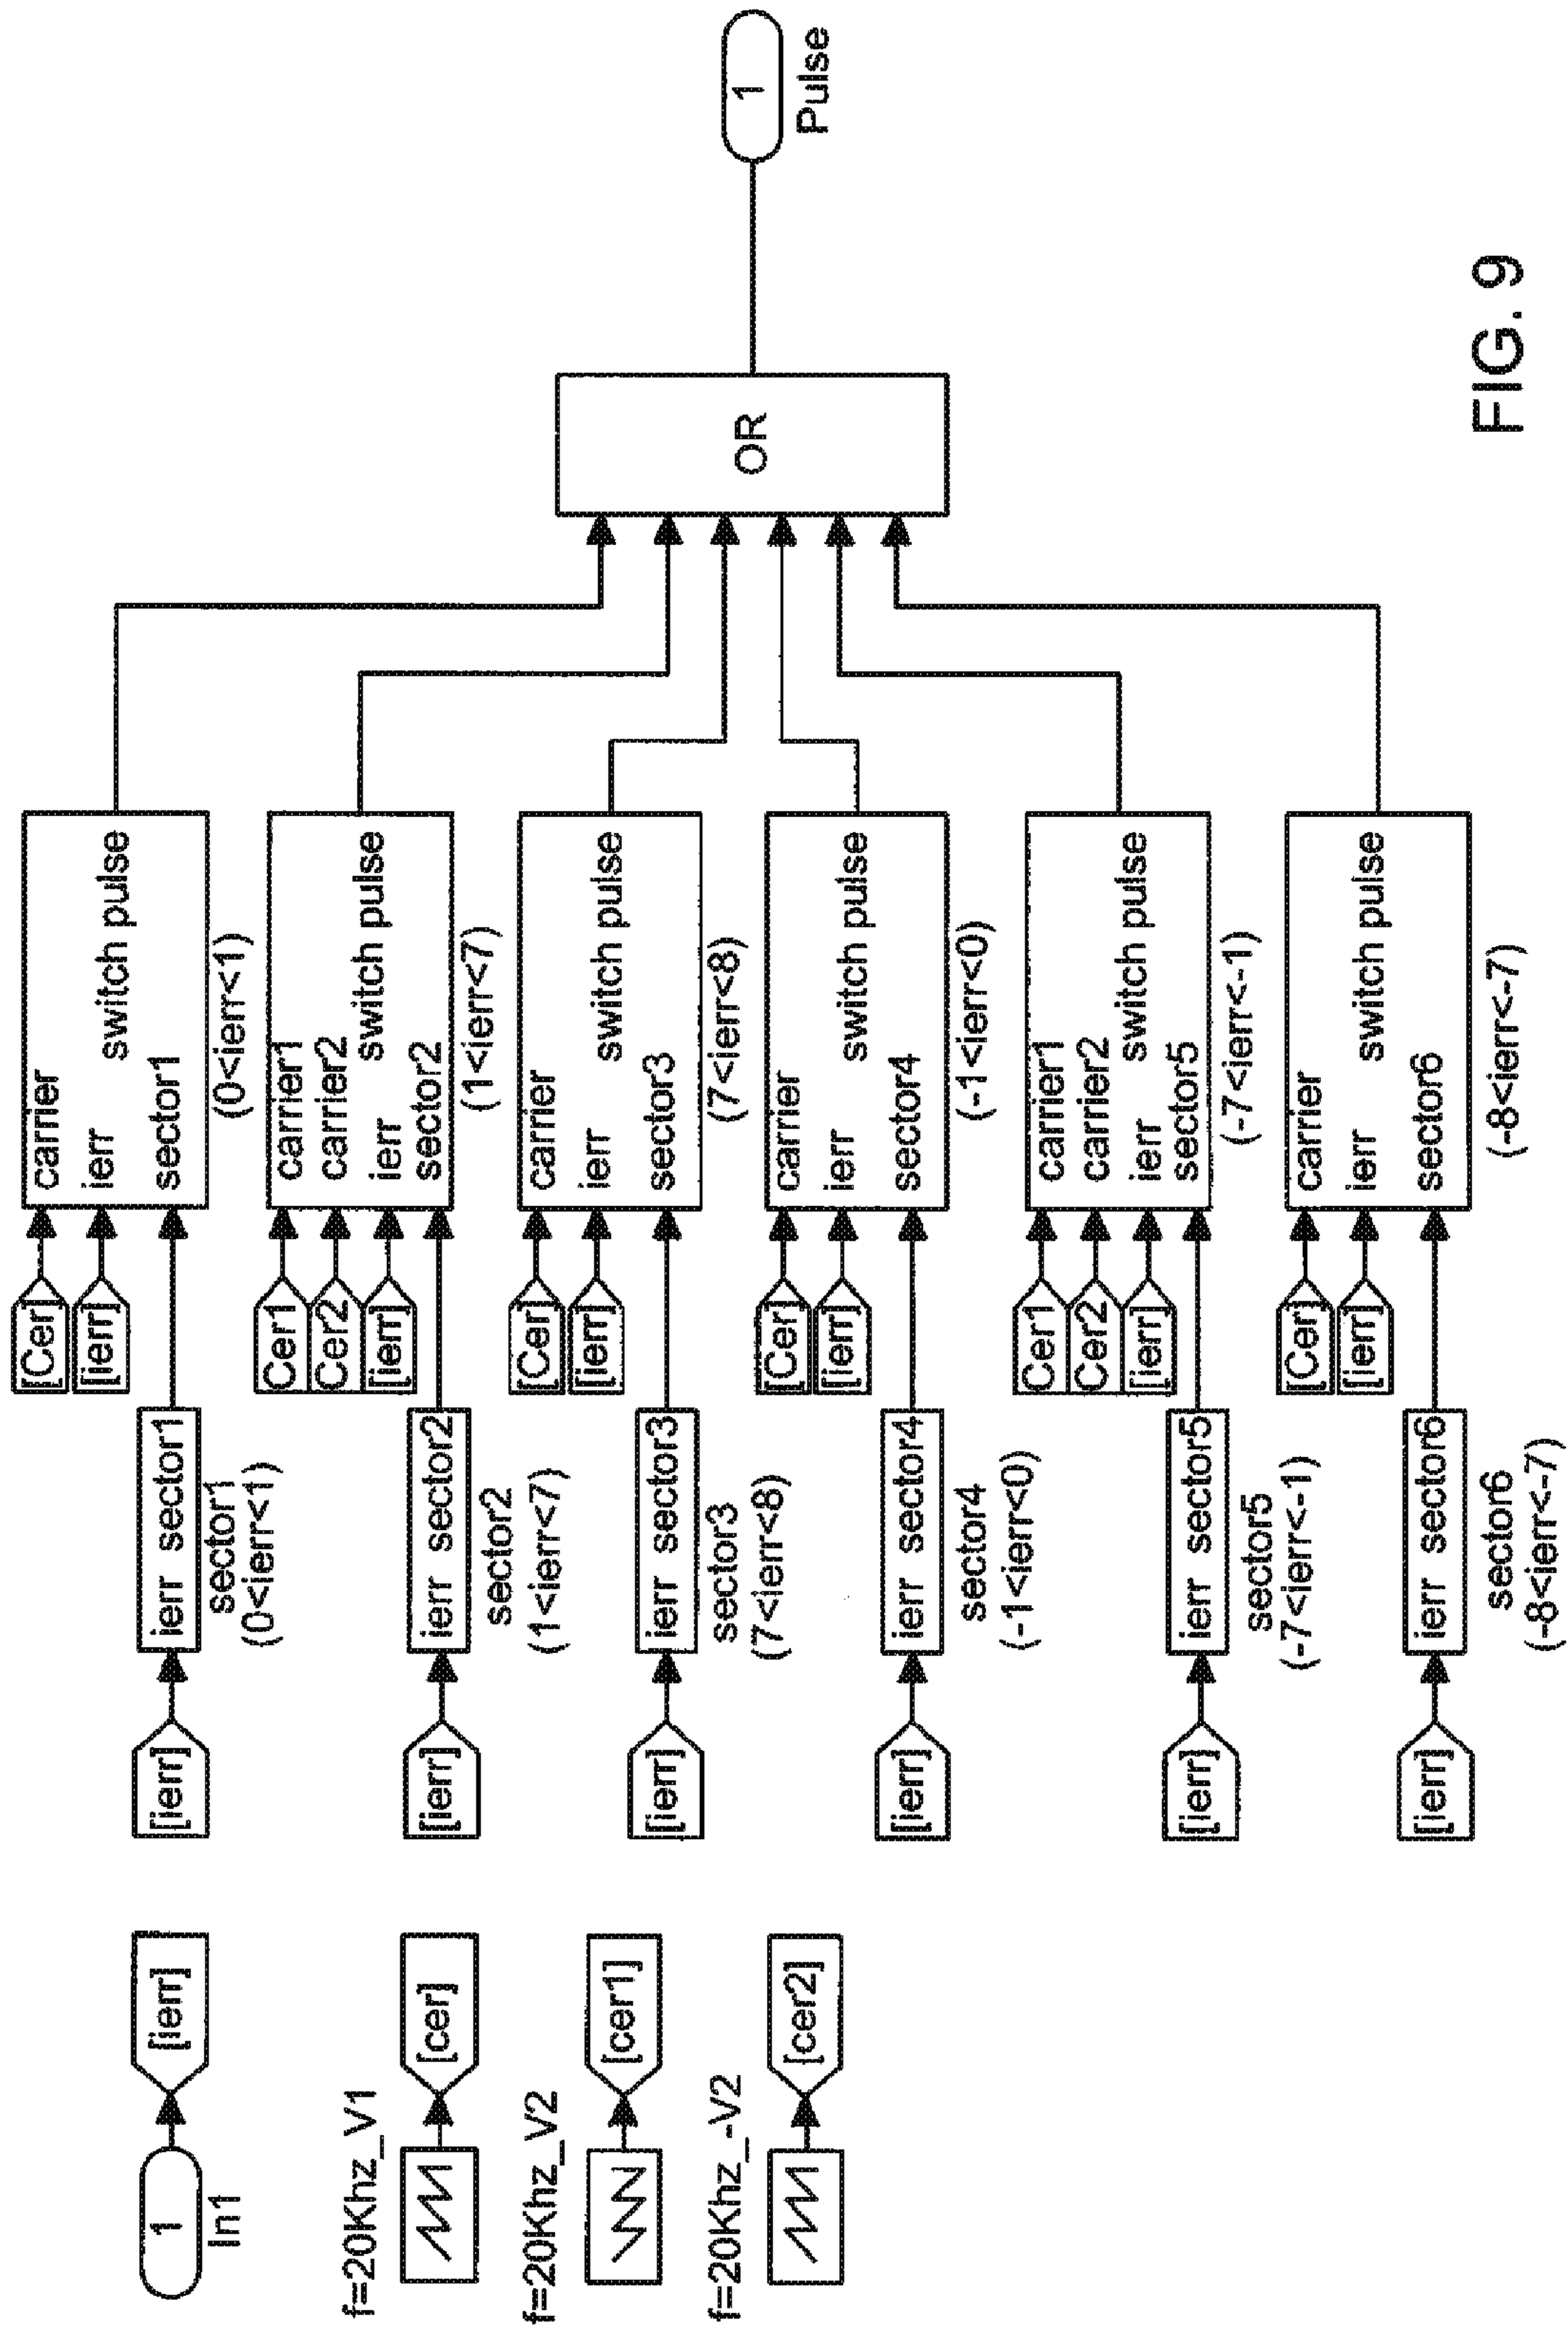 1
In1
[ierr]
f=20Khz_V1
[cer]
f=20Khz_V2
[cer1]
f=20Khz_-V2
[cer2]
[ierr]
ierr sector1
sector1
(0<ierr<1)
[Cer]
[ierr]
carrier
ierr
switch pulse
sector1
(0<ierr<1)
[ierr]
ierr sector2
sector2
(1<ierr<7)
Cer1
Cer2
[ierr]
carrier1
carrier2
switch pulse
ierr
sector2
(1<ierr<7)
[ierr]
ierr sector3
sector3
(7<ierr<8)
[Cer]
[ierr]
carrier
ierr
switch pulse
sector3
(7<ierr<8)
[ierr]
ierr sector4
sector4
(-1<ierr<0)
[Cer]
[ierr]
carrier
ierr
switch pulse
sector4
(-1<ierr<0)
[ierr]
ierr sector5
sector5
(-7<ierr<-1)
Cer1
Cer2
[ierr]
carrier1
carrier2
switch pulse
ierr
sector5
(-7<ierr<-1)
[ierr]
ierr sector6
sector6
(-8<ierr<-7)
[Cer]
[ierr]
carrier
ierr
switch pulse
sector6
(-8<ierr<-7)
OR
1
Pulse
FIG. 9